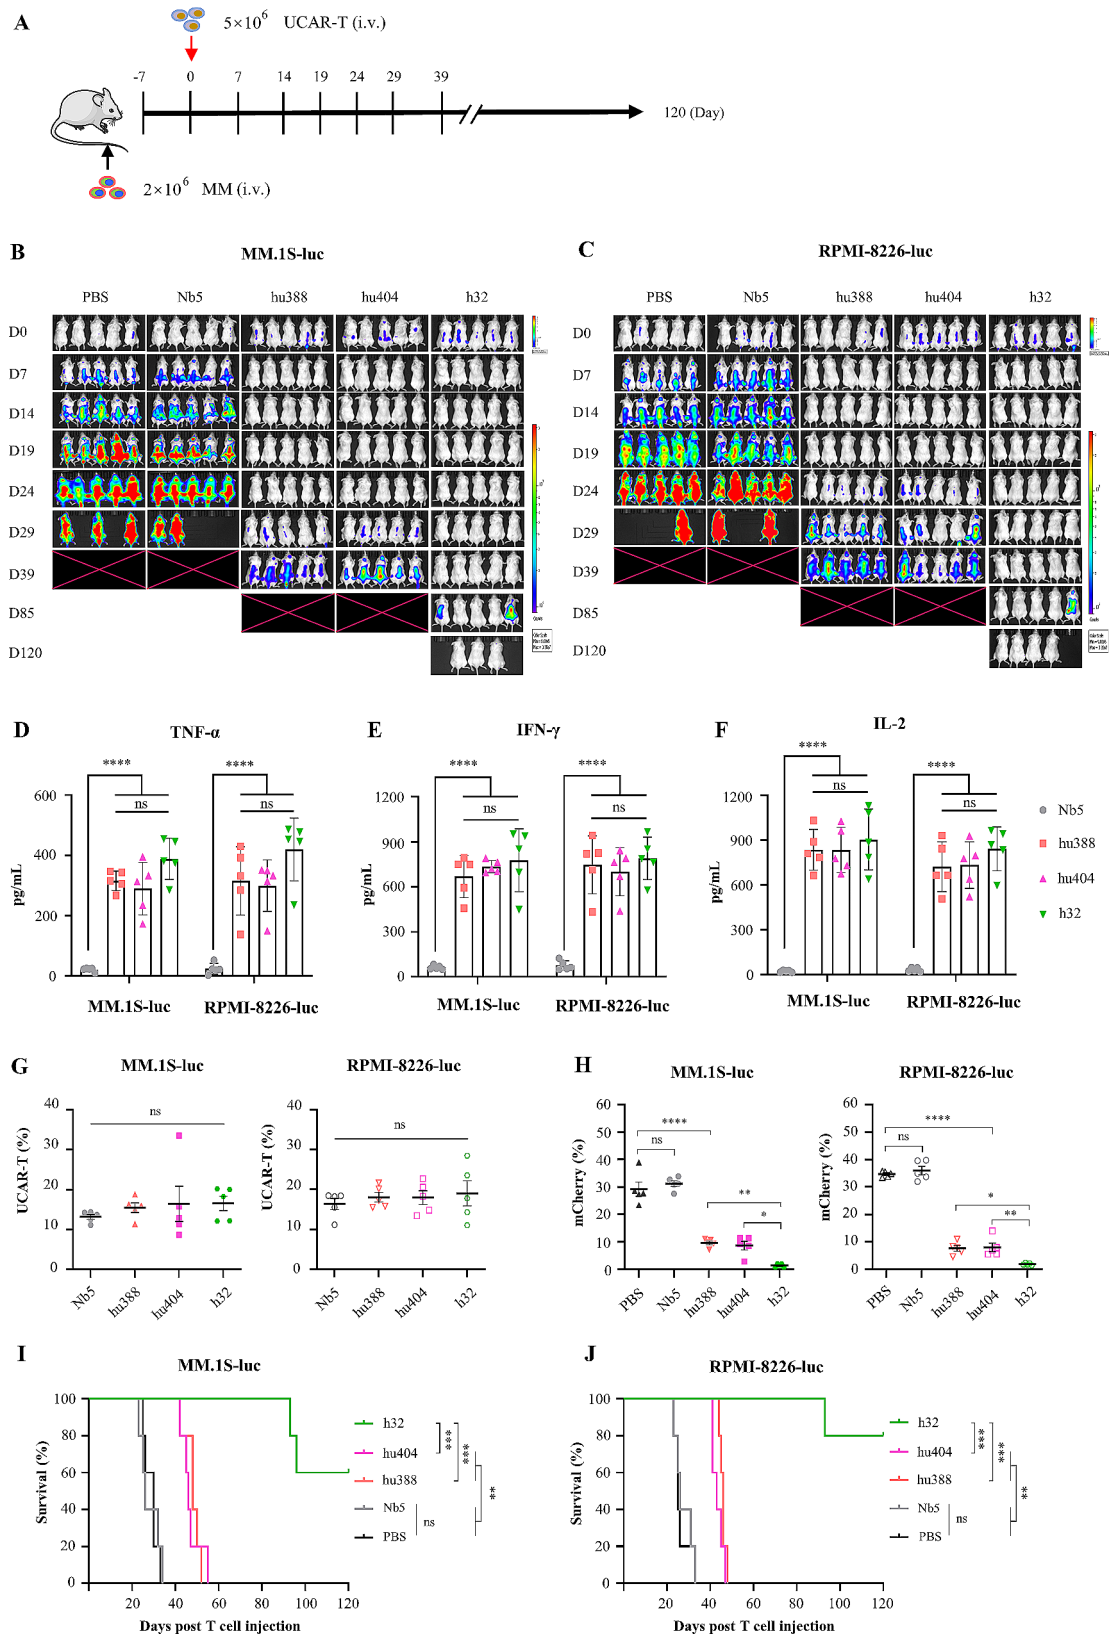 A
5×10⁶ UCAR-T (i.v.)
-7 0 7 14 19 24 29 39
120 (Day)
2×10⁶ MM (i.v.)
B
MM.1S-luc
PBS Nb5 hu388 hu404 h32
D0
D7
D14
D19
D24
D29
D39
D85
D120
C
RPMI-8226-luc
PBS Nb5 hu388 hu404 h32
D0
D7
D14
D19
D24
D29
D39
D85
D120
D
TNF-α
**** ****
ns ns
600
400
200
0
pg/mL
MM.1S-luc RPMI-8226-luc
E
IFN-γ
**** ****
ns ns
1200
900
600
300
0
pg/mL
MM.1S-luc RPMI-8226-luc
F
IL-2
**** ****
ns ns
1200
900
600
300
0
pg/mL
MM.1S-luc RPMI-8226-luc
Nb5
hu388
hu404
h32
G
MM.1S-luc
ns
40
30
20
10
0
UCAR-T (%)
Nb5 hu388 hu404 h32
RPMI-8226-luc
ns
40
30
20
10
0
UCAR-T (%)
Nb5 hu388 hu404 h32
H
MM.1S-luc
****
ns
**
*
60
50
40
30
20
10
0
mCherry (%)
PBS Nb5 hu388 hu404 h32
RPMI-8226-luc
****
ns
*
**
60
50
40
30
20
10
0
mCherry (%)
PBS Nb5 hu388 hu404 h32
I
MM.1S-luc
100
80
60
40
20
0
Survival (%)
20 40 60 80 100 120
Days post T cell injection
h32
hu404
hu388
Nb5
PBS
***
***
**
ns
J
RPMI-8226-luc
100
80
60
40
20
0
Survival (%)
20 40 60 80 100 120
Days post T cell injection
h32
hu404
hu388
Nb5
PBS
***
***
**
ns